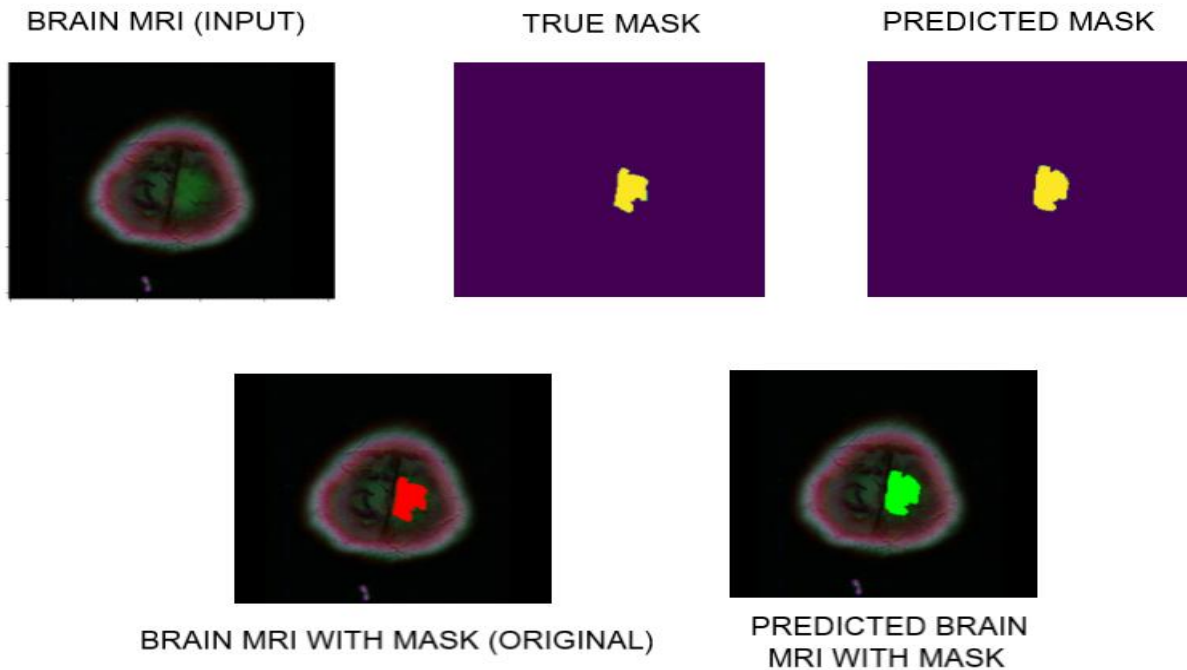 BRAIN MRI (INPUT)
TRUE MASK
PREDICTED MASK
BRAIN MRI WITH MASK (ORIGINAL)
PREDICTED BRAIN
MRI WITH MASK